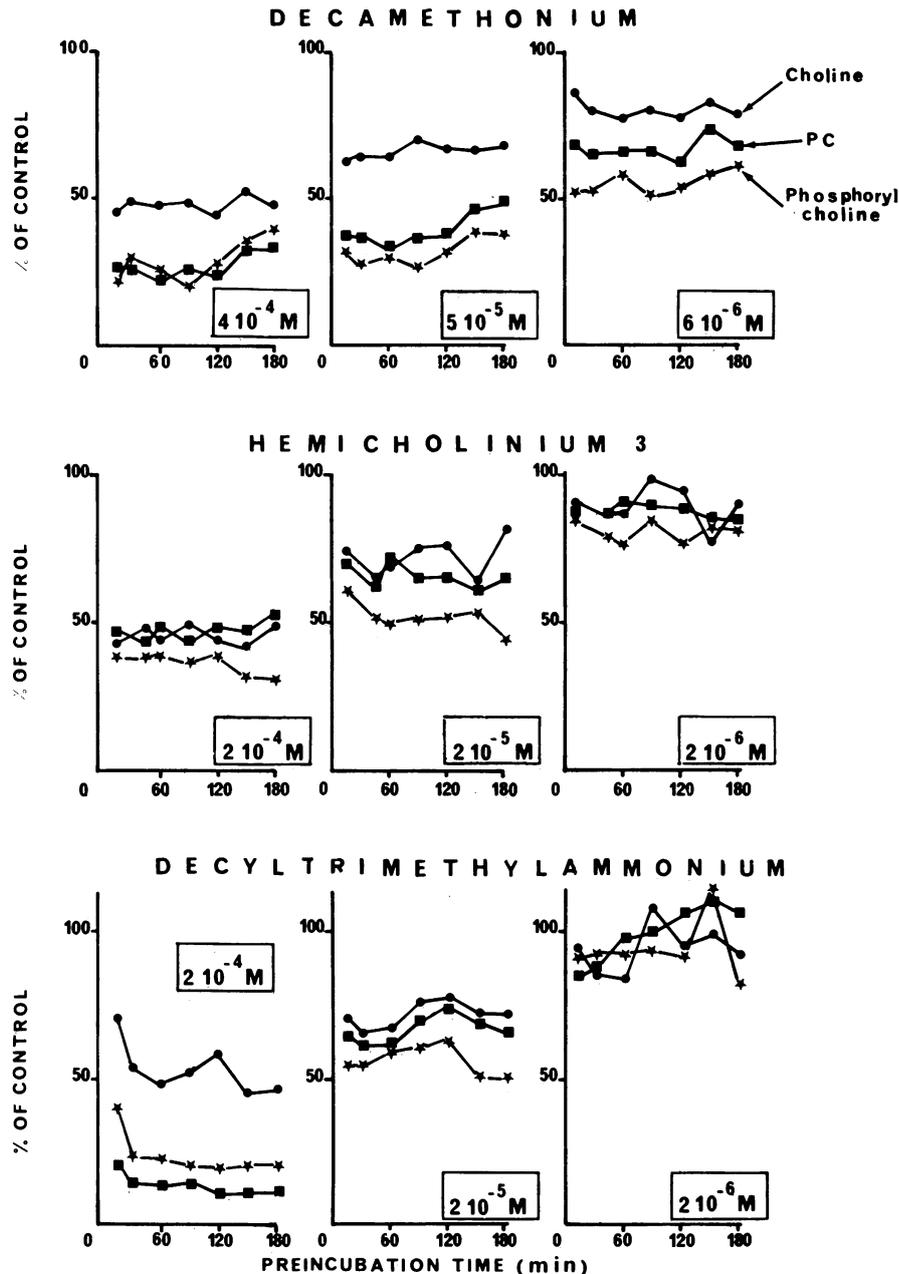 DECAMETHONIUM
100 100 100
Choline
PC
Phosphoryl
choline
% OF CONTROL
50 50 50
4 10-4 M 5 10-5 M 6 10-6 M
0 60 120 180 0 60 120 180 0 60 120 180
HEMICHOLINIUM 3
100 100 100
% OF CONTROL
50 50 50
2 10-4 M 2 10-5 M 2 10-6 M
0 60 120 180 0 60 120 180 0 60 120 180
DECYLTRIMETHYLAMMONIUM
100 100 100
2 10-4 M
% OF CONTROL
50 50 50
2 10-5 M 2 10-6 M
0 60 120 180 0 60 120 180 0 60 120 180
PREINCUBATION TIME (min)